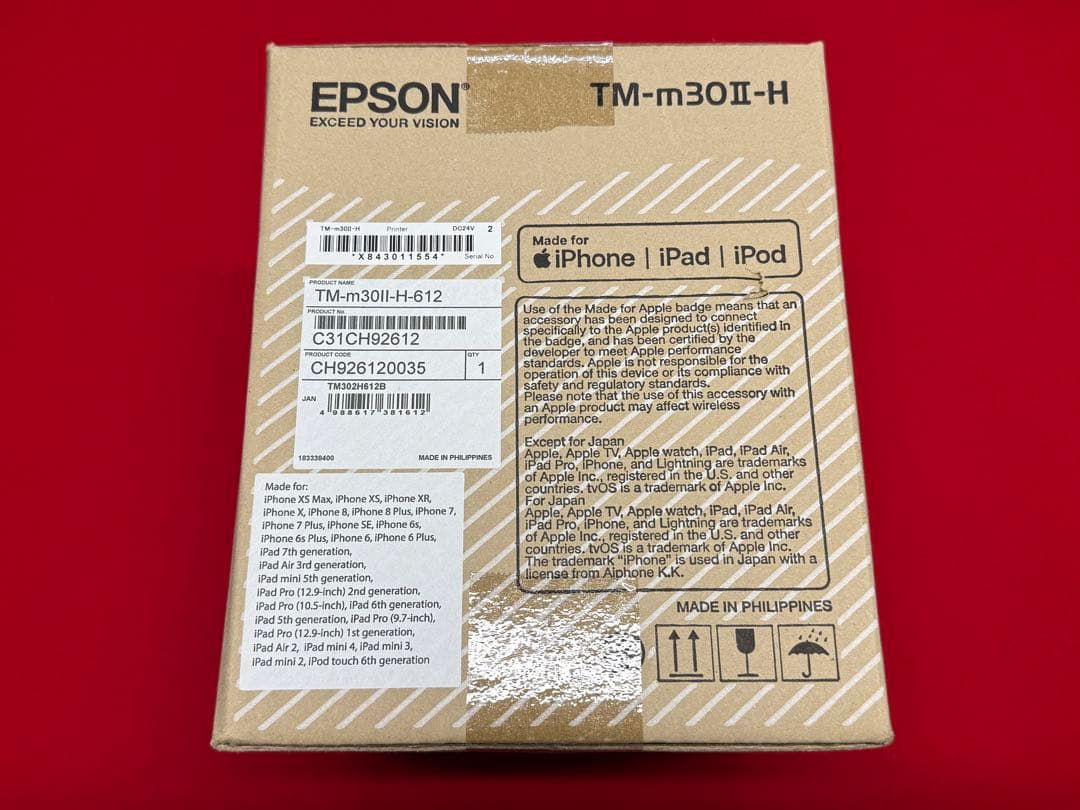 EPSON®
EXCEED YOUR VISION
TM-m30II-H
TM-m30II-H Printer DC24V 2
*X843011554* Serial No
PRODUCT NAME
TM-m30II-H-612
PRODUCT No.
C31CH92612
PRODUCT CODE
CH926120035
QTY
1
TM302H612B
JAN
4 988617 381612
183338400 MADE IN PHILIPPINES
Made for:
iPhone XS Max, iPhone XS, iPhone XR,
iPhone X, iPhone 8, iPhone 8 Plus, iPhone 7,
iPhone 7 Plus, iPhone SE, iPhone 6s,
iPhone 6s Plus, iPhone 6, iPhone 6 Plus,
iPad 7th generation,
iPad Air 3rd generation,
iPad mini 5th generation,
iPad Pro (12.9-inch) 2nd generation,
iPad Pro (10.5-inch), iPad 6th generation,
iPad 5th generation, iPad Pro (9.7-inch),
iPad Pro (12.9-inch) 1st generation,
iPad Air 2, iPad mini 4, iPad mini 3,
iPad mini 2, iPod touch 6th generation
Made for
iPhone | iPad | iPod
Use of the Made for Apple badge means that an
accessory has been designed to connect
specifically to the Apple product(s) identified in
the badge, and has been certified by the
developer to meet Apple performance
standards. Apple is not responsible for the
operation of this device or its compliance with
safety and regulatory standards.
Please note that the use of this accessory with
an Apple product may affect wireless
performance.
Except for Japan
Apple, Apple TV, Apple watch, iPad, iPad Air,
iPad Pro, iPhone, and Lightning are trademarks
of Apple Inc., registered in the U.S. and other
countries. tvOS is a trademark of Apple Inc.
For Japan
Apple, Apple TV, Apple watch, iPad, iPad Air,
iPad Pro, iPhone, and Lightning are trademarks
of Apple Inc., registered in the U.S. and other
countries. tvOS is a trademark of Apple Inc.
The trademark "iPhone" is used in Japan with a
license from Aiphone K.K.
MADE IN PHILIPPINES